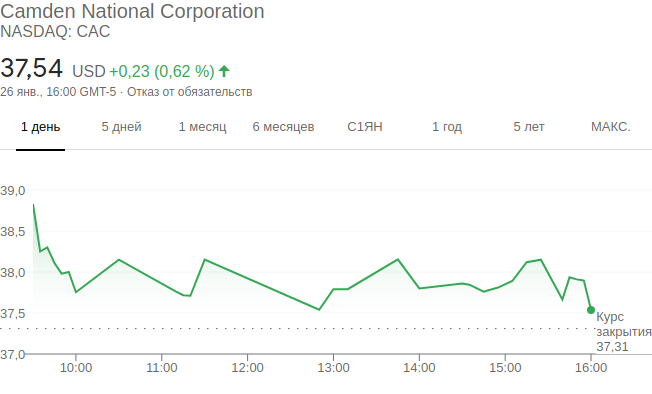 Camden National Corporation
NASDAQ: CAC
37,54 USD +0,23 (0,62 %)
26 янв., 16:00 GMT-5 · Отказ от обязательств
1 день 5 дней 1 месяц 6 месяцев С1ЯН 1 год 5 лет МАКС.
39,0
38,5
38,0
37,5
Курс
закрытия
37,31
37,0
10:00 11:00 12:00 13:00 14:00 15:00 16:00